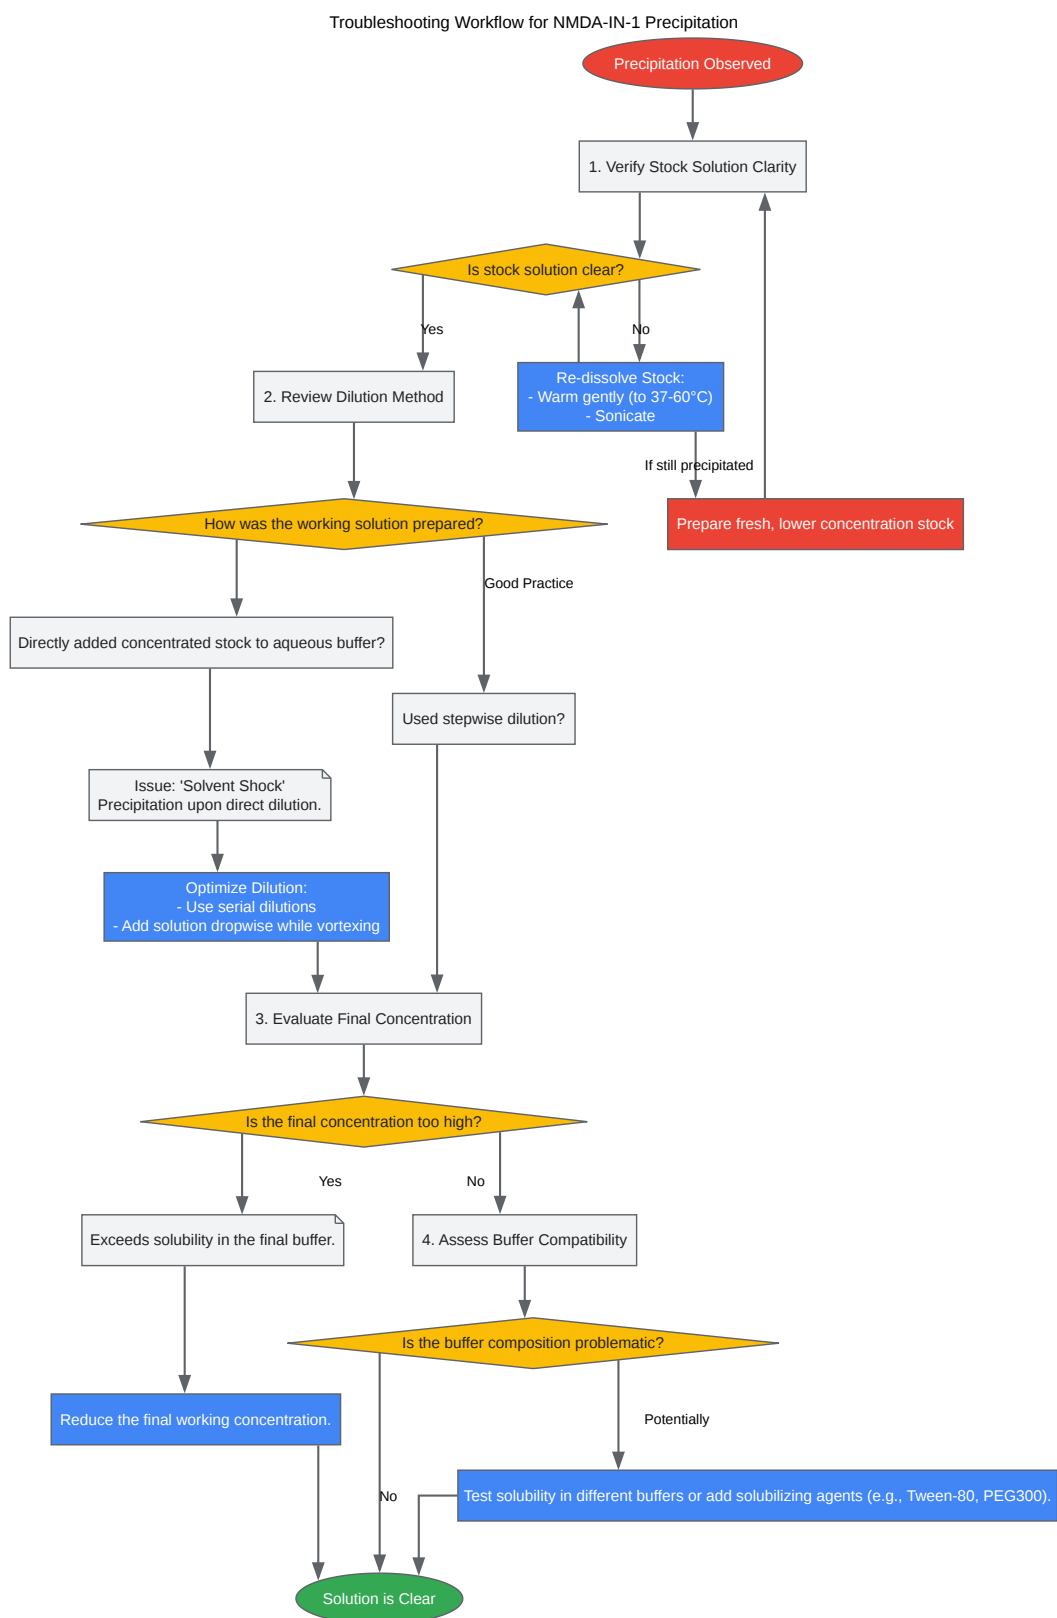 Troubleshooting Workflow for NMDA-IN-1 Precipitation
Precipitation Observed
1. Verify Stock Solution Clarity
Is stock solution clear?
Yes
No
2. Review Dilution Method
Re-dissolve Stock:
- Warm gently (to 37-60°C)
- Sonicate
If still precipitated
How was the working solution prepared?
Prepare fresh, lower concentration stock
Good Practice
Directly added concentrated stock to aqueous buffer?
Used stepwise dilution?
Issue: 'Solvent Shock'
Precipitation upon direct dilution.
Optimize Dilution:
- Use serial dilutions
- Add solution dropwise while vortexing
3. Evaluate Final Concentration
Is the final concentration too high?
Yes
No
Exceeds solubility in the final buffer.
4. Assess Buffer Compatibility
Is the buffer composition problematic?
Reduce the final working concentration.
Potentially
No
Test solubility in different buffers or add solubilizing agents (e.g., Tween-80, PEG300).
Solution is Clear